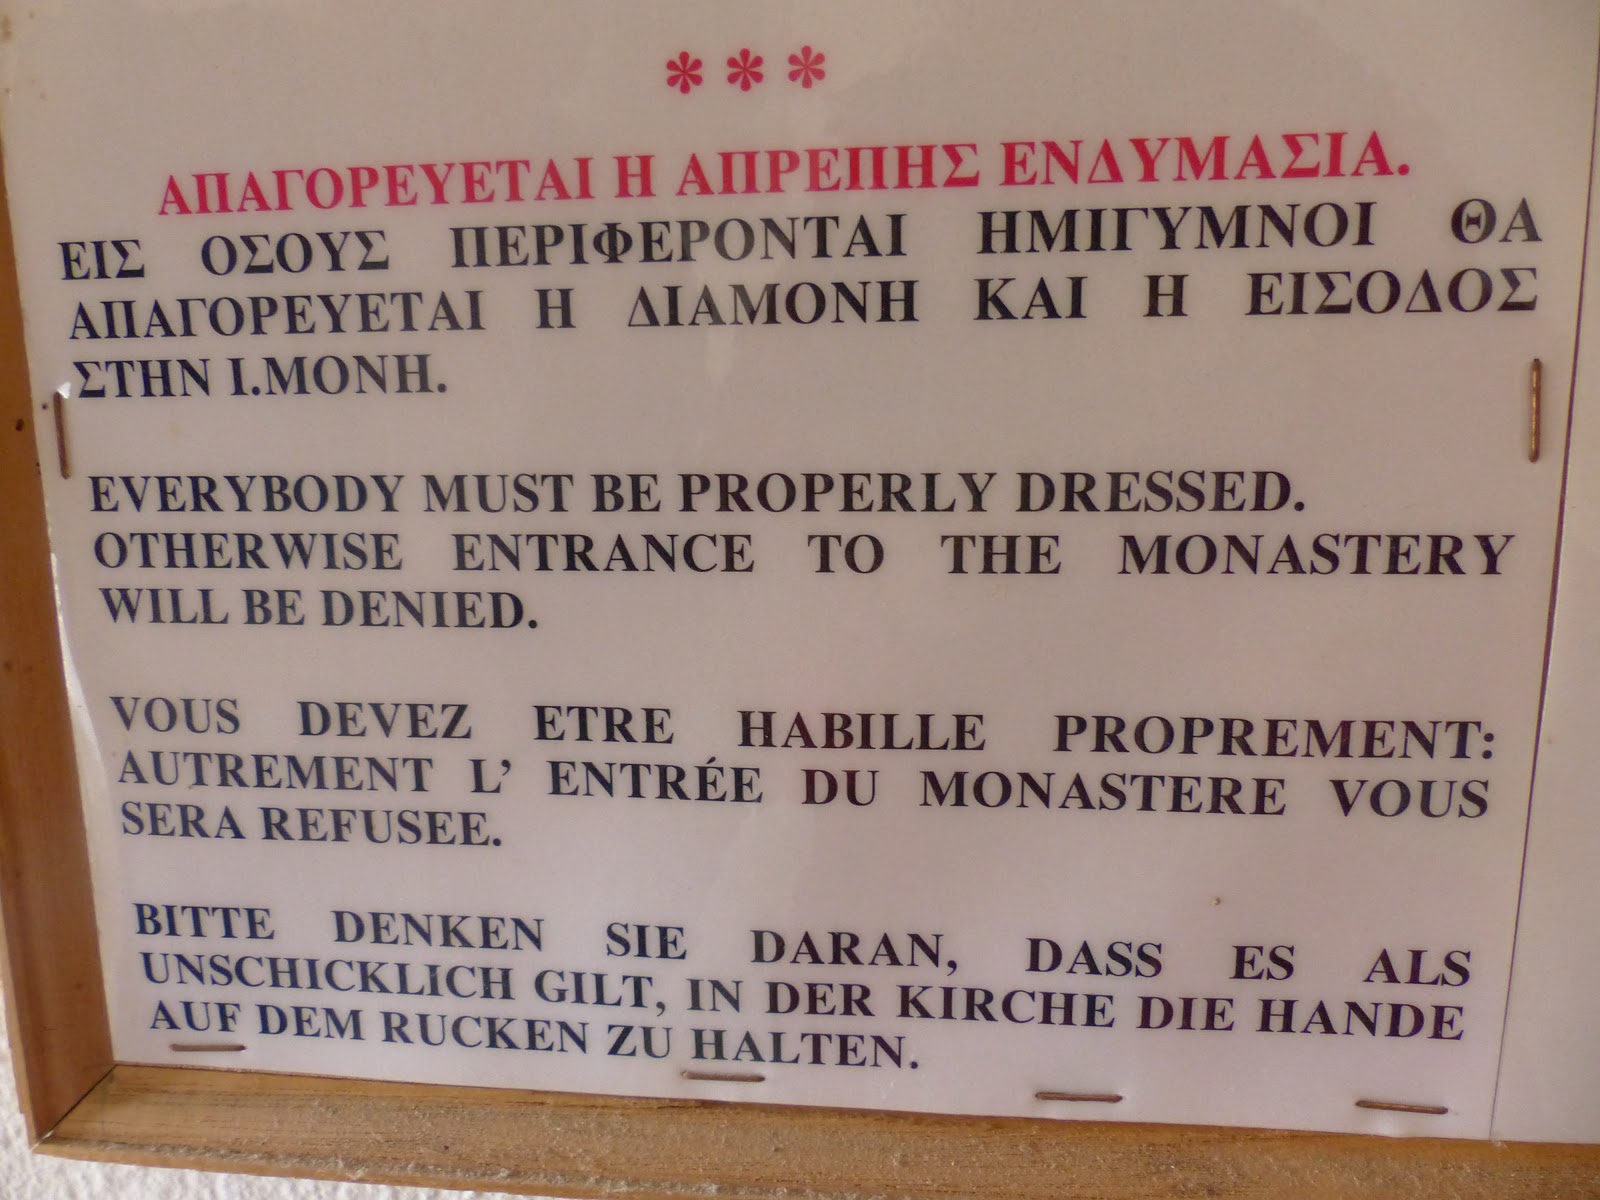 ***
ΑΠΑΓΟΡΕΥΕΤΑΙ Η ΑΠΡΕΠΗΣ ΕΝΔΥΜΑΣΙΑ.
ΕΙΣ ΟΣΟΥΣ ΠΕΡΙΦΕΡΟΝΤΑΙ ΗΜΙΓΥΜΝΟΙ ΘΑ
ΑΠΑΓΟΡΕΥΕΤΑΙ Η ΔΙΑΜΟΝΗ ΚΑΙ Η ΕΙΣΟΔΟΣ
ΣΤΗΝ Ι.ΜΟΝΗ.
EVERYBODY MUST BE PROPERLY DRESSED.
OTHERWISE ENTRANCE TO THE MONASTERY
WILL BE DENIED.
VOUS DEVEZ ETRE HABILLE PROPREMENT:
AUTREMENT L' ENTRÉE DU MONASTERE VOUS
SERA REFUSEE.
BITTE DENKEN SIE DARAN, DASS ES ALS
UNSCHICKLICH GILT, IN DER KIRCHE DIE HANDE
AUF DEM RUCKEN ZU HALTEN.